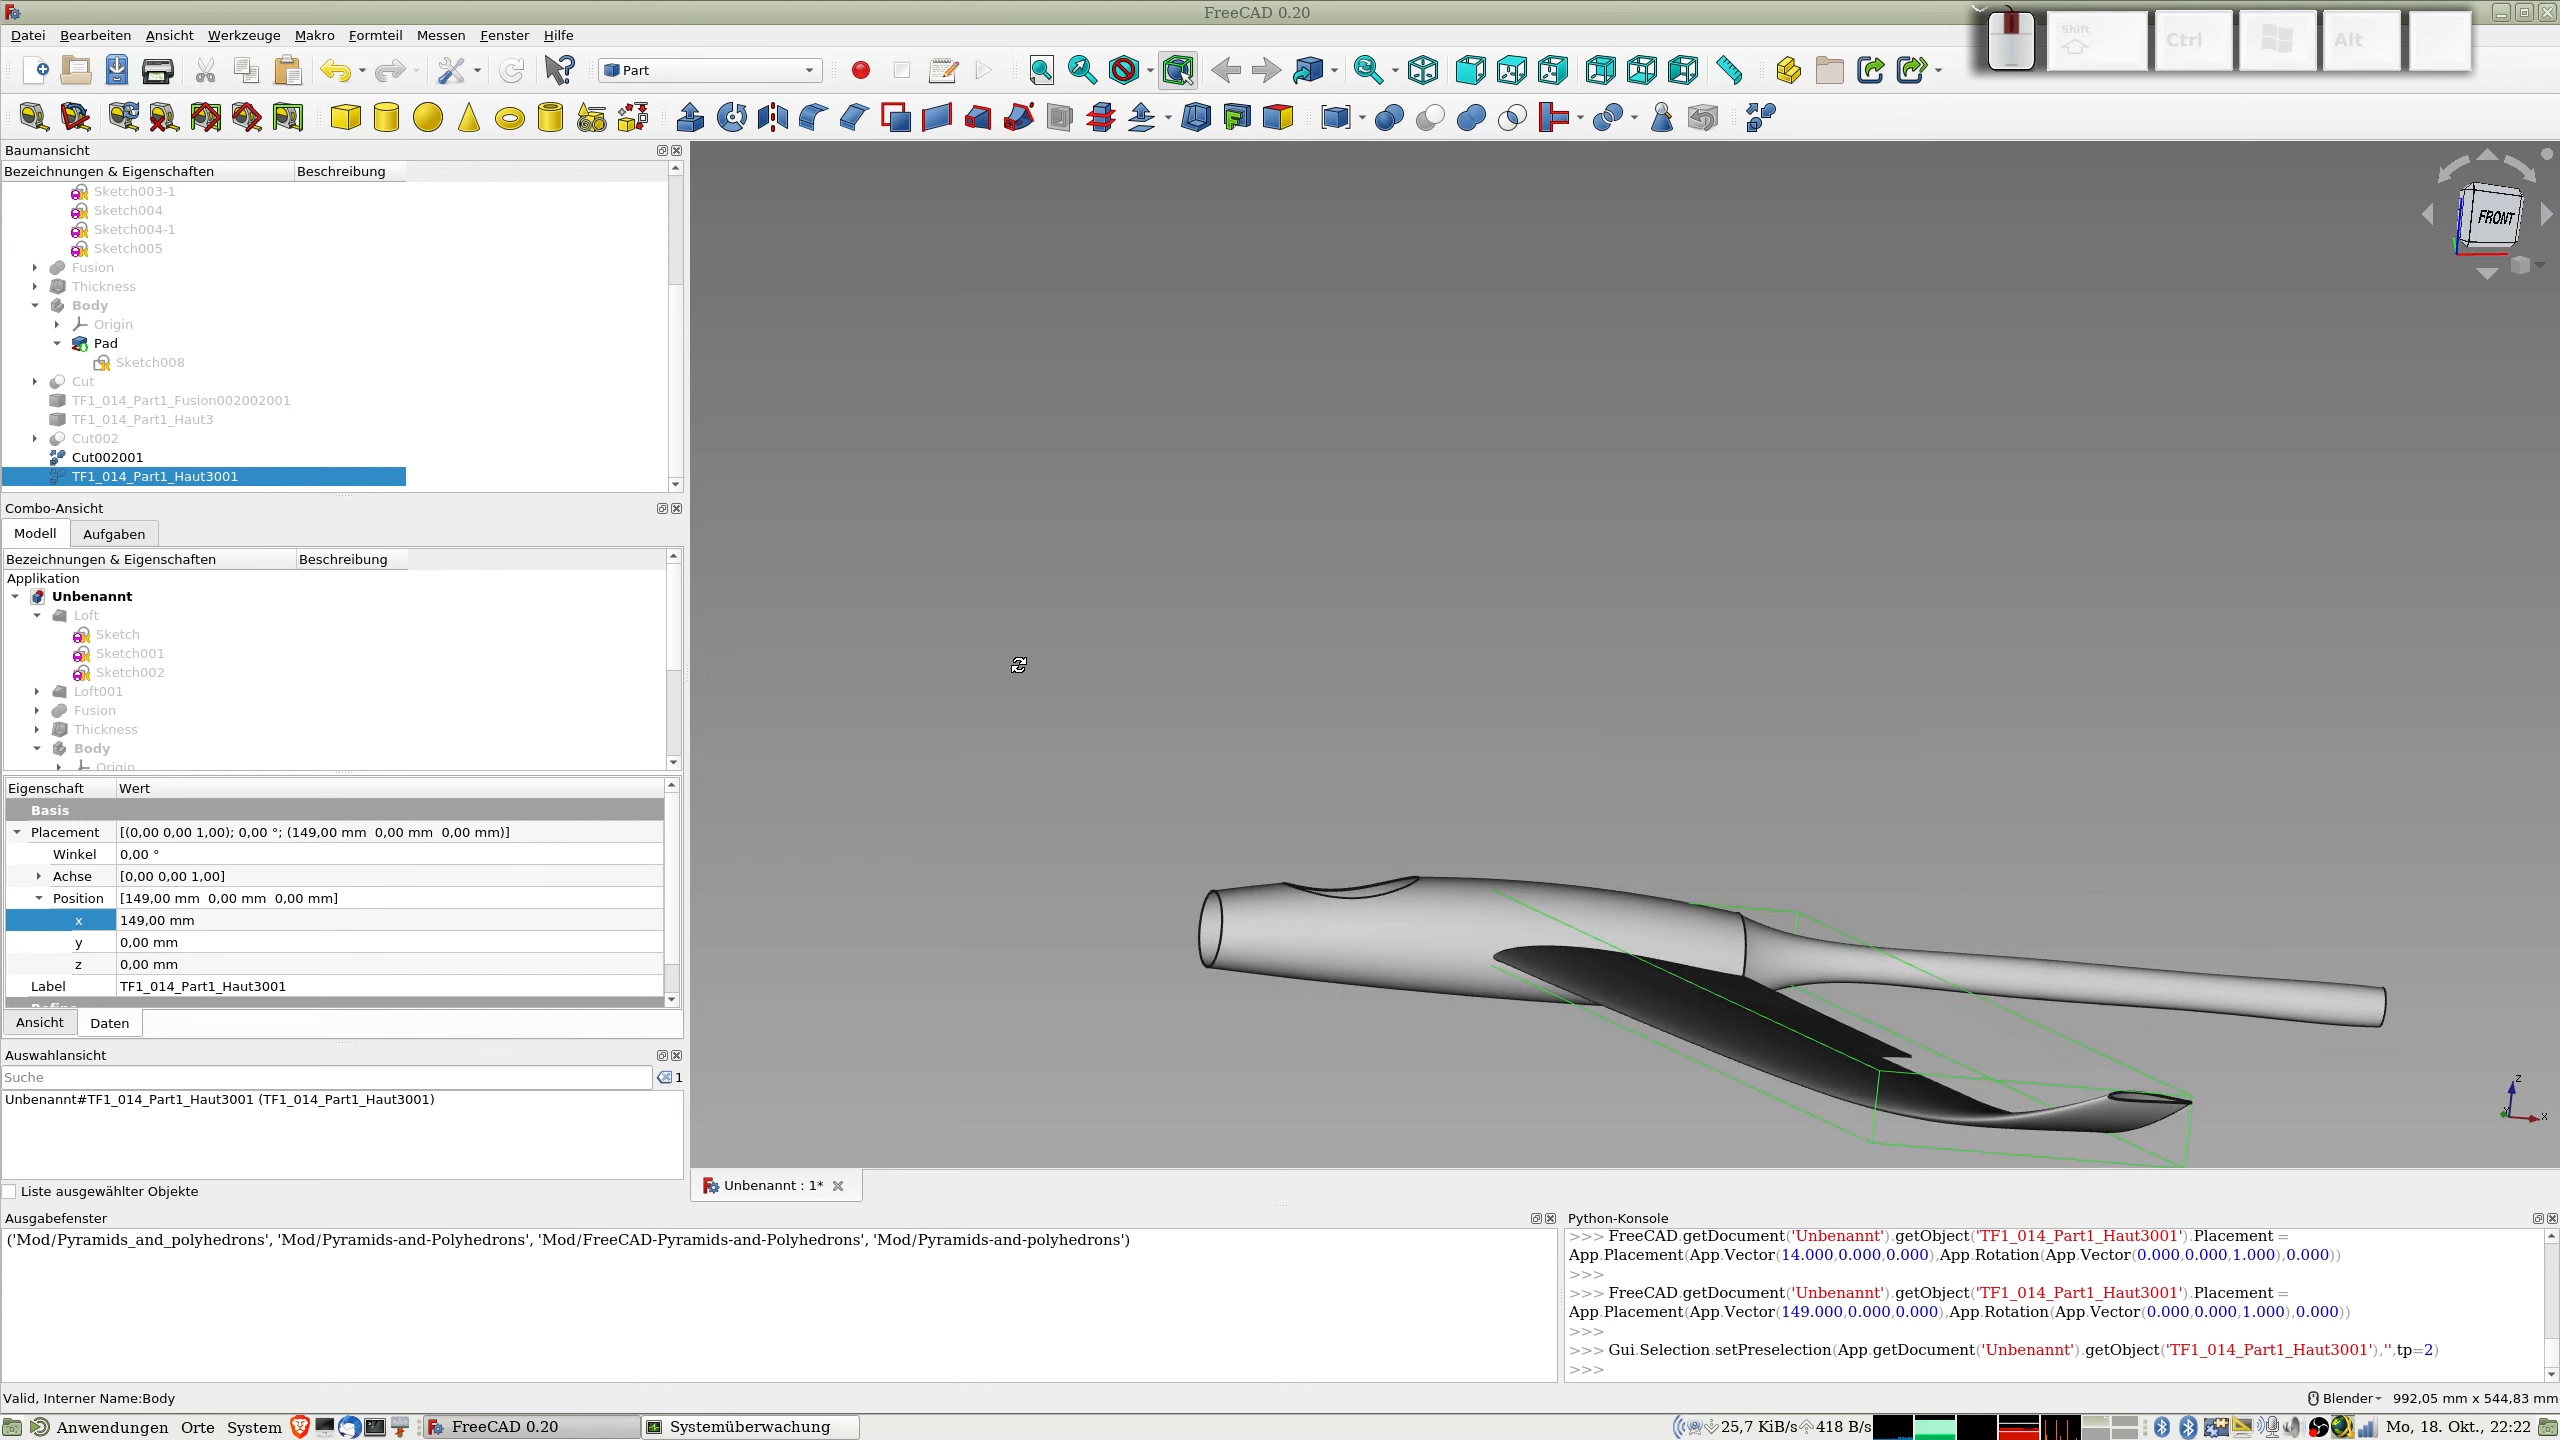 FreeCAD 0.20
Datei Bearbeiten Ansicht Werkzeuge Makro Formteil Messen Fenster Hilfe
Shift
Ctrl
Alt
Part
Baumansicht
Bezeichnungen & Eigenschaften Beschreibung
Sketch003-1
Sketch004
Sketch004-1
Sketch005
Fusion
Thickness
Body
Origin
Pad
Sketch008
Cut
TF1_014_Part1_Fusion002002001
TF1_014_Part1_Haut3
Cut002
Cut002001
TF1_014_Part1_Haut3001
Combo-Ansicht
Modell Aufgaben
Bezeichnungen & Eigenschaften Beschreibung
Applikation
Unbenannt
Loft
Sketch
Sketch001
Sketch002
Loft001
Fusion
Thickness
Body
Origin
Eigenschaft Wert
Basis
Placement [(0,00 0,00 1,00); 0,00 °; (149,00 mm 0,00 mm 0,00 mm)]
Winkel 0,00 °
Achse [0,00 0,00 1,00]
Position [149,00 mm 0,00 mm 0,00 mm]
x 149,00 mm
y 0,00 mm
z 0,00 mm
Label TF1_014_Part1_Haut3001
Ansicht Daten
Auswahlansicht
Suche
1
Unbenannt#TF1_014_Part1_Haut3001 (TF1_014_Part1_Haut3001)
Liste ausgewählter Objekte
FRONT
Z
X
Unbenannt : 1*
Ausgabefenster
('Mod/Pyramids_and_polyhedrons', 'Mod/Pyramids-and-Polyhedrons', 'Mod/FreeCAD-Pyramids-and-Polyhedrons', 'Mod/Pyramids-and-polyhedrons')
Python-Konsole
>>> FreeCAD.getDocument('Unbenannt').getObject('TF1_014_Part1_Haut3001').Placement =
App.Placement(App.Vector(14.000,0.000,0.000),App.Rotation(App.Vector(0.000,0.000,1.000),0.000))
>>>
>>> FreeCAD.getDocument('Unbenannt').getObject('TF1_014_Part1_Haut3001').Placement =
App.Placement(App.Vector(149.000,0.000,0.000),App.Rotation(App.Vector(0.000,0.000,1.000),0.000))
>>>
>>> Gui.Selection.setPreselection(App.getDocument('Unbenannt').getObject('TF1_014_Part1_Haut3001'),'',tp=2)
>>>
Valid, Interner Name:Body
Blender 992,05 mm x 544,83 mm
Anwendungen Orte System FreeCAD 0.20 Systemüberwachung 25,7 KiB/s 418 B/s Mo, 18. Okt., 22:22